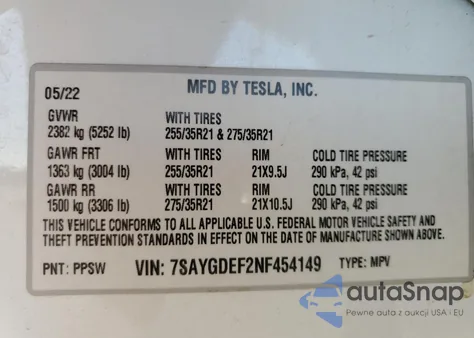 MFD BY TESLA, INC.
05/22
GVWR WITH TIRES
2382 kg (5252 lb) 255/35R21 & 275/35R21
GAWR FRT WITH TIRES RIM COLD TIRE PRESSURE
1363 kg (3004 lb) 255/35R21 21X9.5J 290 kPa, 42 psi
GAWR RR WITH TIRES RIM COLD TIRE PRESSURE
1500 kg (3306 lb) 275/35R21 21X10.5J 290 kPa, 42 psi
THIS VEHICLE CONFORMS TO ALL APPLICABLE U.S. FEDERAL MOTOR VEHICLE SAFETY AND
THEFT PREVENTION STANDARDS IN EFFECT ON THE DATE OF MANUFACTURE SHOWN ABOVE.
PNT: PPSW VIN: 7SAYGDEF2NF454149 TYPE: MPV
autoSnap
Pewne auta z aukcji USA i EU